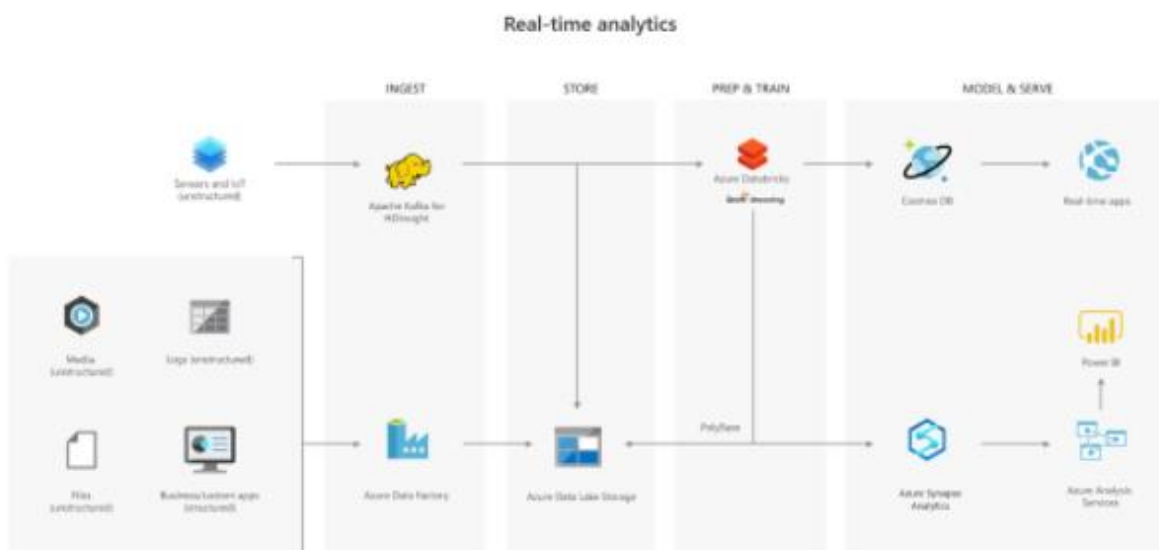 Real-time analytics
INGEST
STORE
PREP & TRAIN
MODEL & SERVE
Sensors and IoT
(unstructured)
Apache Kafka for
HDInsight
Azure Databricks
Spark Streaming
Cosmos DB
Real-time apps
Media
(unstructured)
Logs (unstructured)
Power BI
PolyBase
Files
(unstructured)
Business/custom apps
(structured)
Azure Data Factory
Azure Data Lake Storage
Azure Synapse
Analytics
Azure Analysis
Services